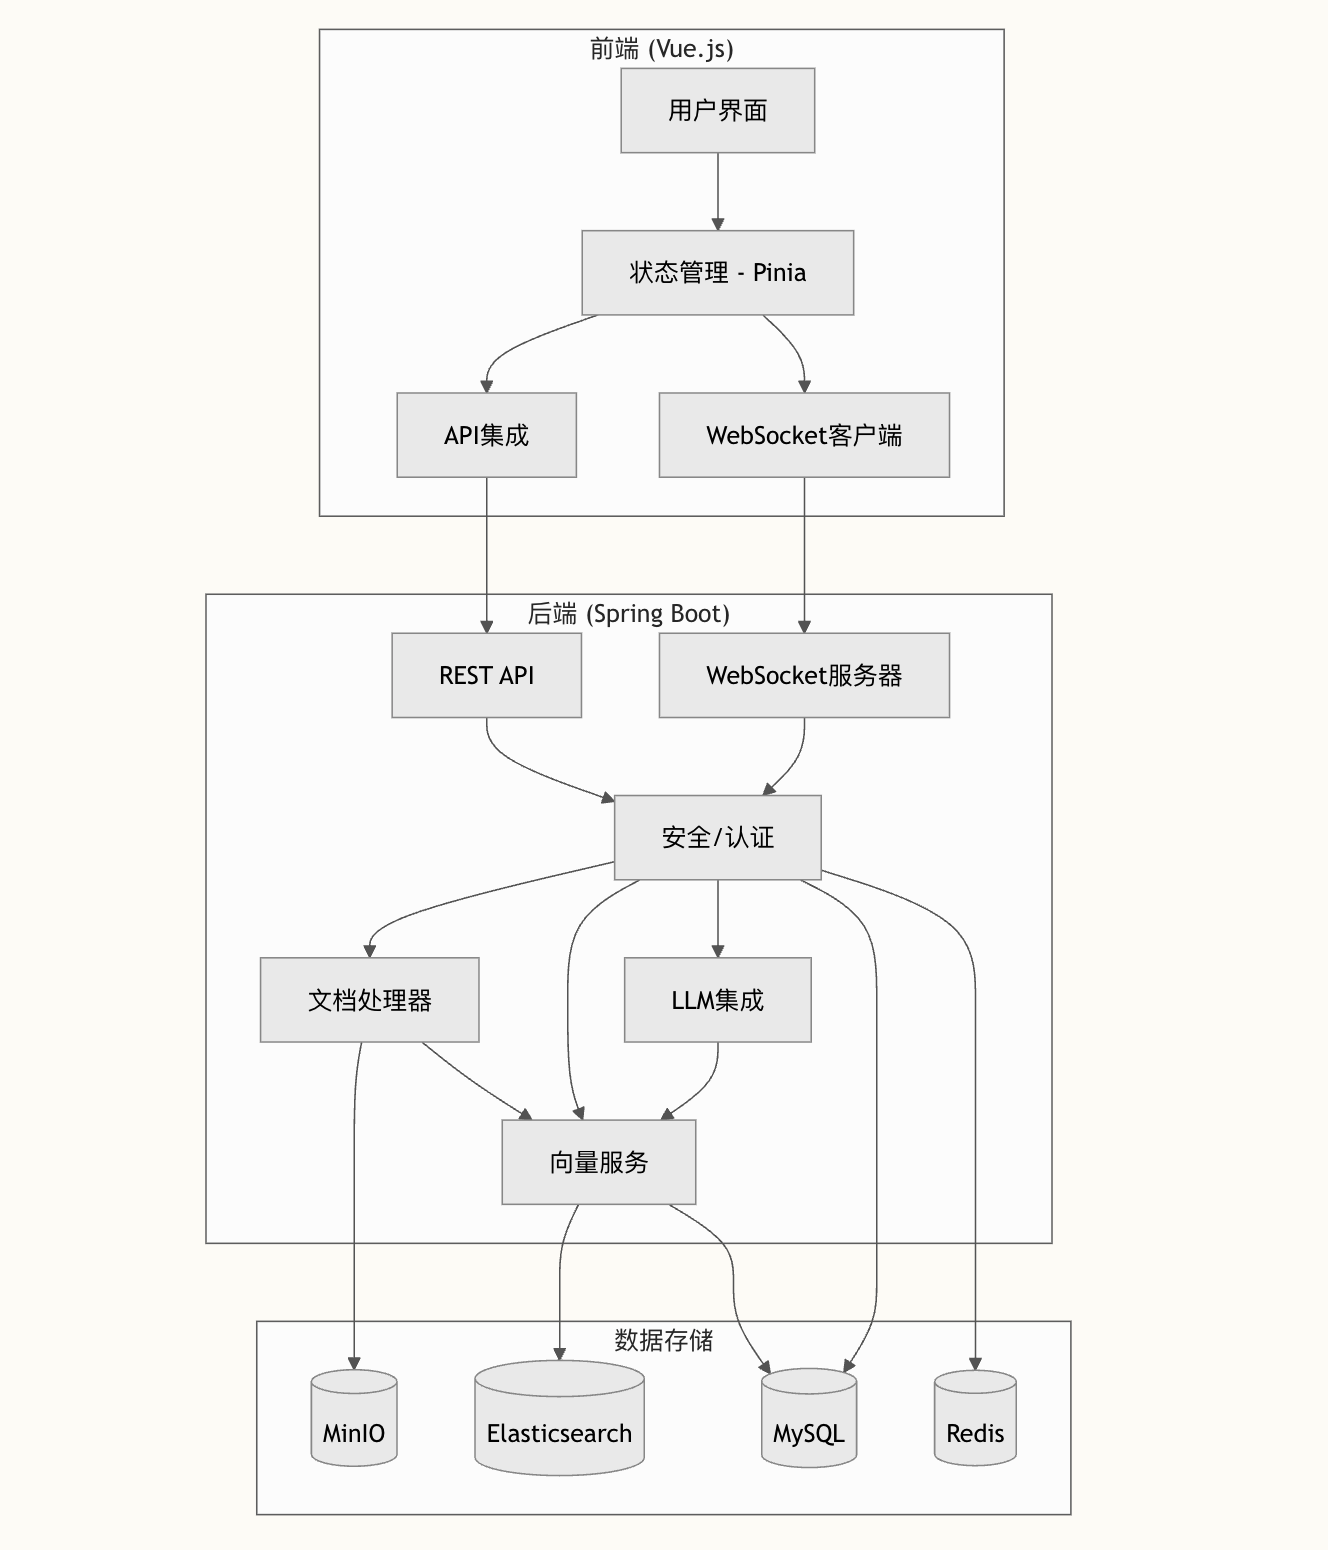 前端 (Vue.js)
用户界面
状态管理 - Pinia
API集成
WebSocket客户端
后端 (Spring Boot)
REST API
WebSocket服务器
安全/认证
文档处理器
LLM集成
向量服务
数据存储
MinIO
Elasticsearch
MySQL
Redis